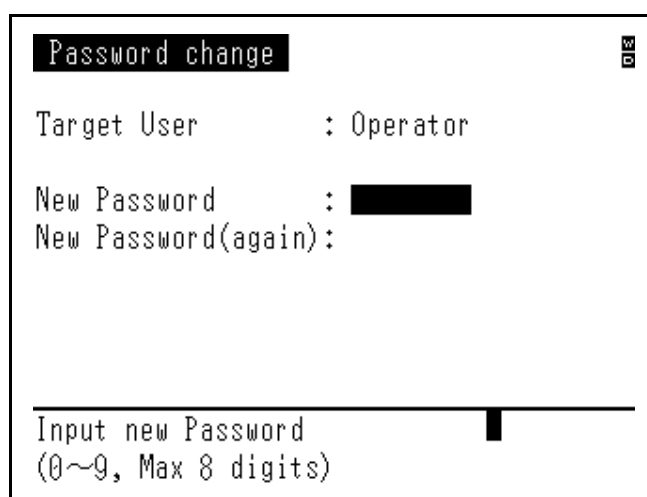 Password change
W
D
Target User : Operator
New Password :
New Password(again):
Input new Password
(0～9, Max 8 digits)